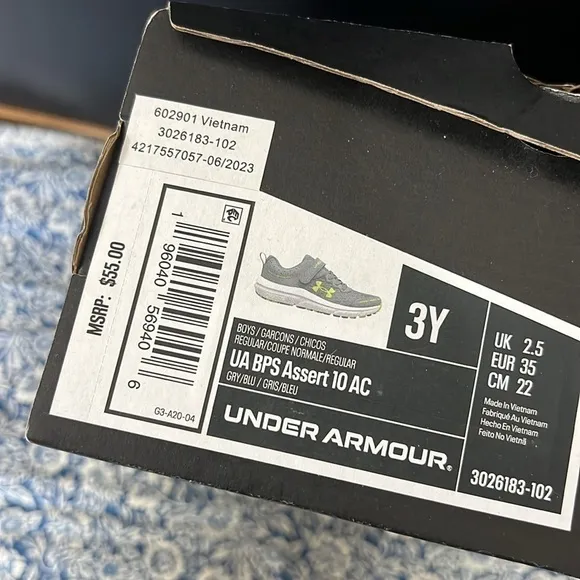 602901 Vietnam
3026183-102
4217557057-06/2023
MSRP: $55.00
1 96040 56940 6
G3-A20-04
BOYS / GARCONS / CHICOS
REGULAR/COUPE NORMALE/REGULAR
UA BPS Assert 10 AC
GRY/BLU / GRIS/BLEU
UNDER ARMOUR®
3Y
UK 2.5
EUR 35
CM 22
Made In Vietnam
Fabriqué Au Vietnam
Hecho En Vietnam
Feito No Vietnã
3026183-102